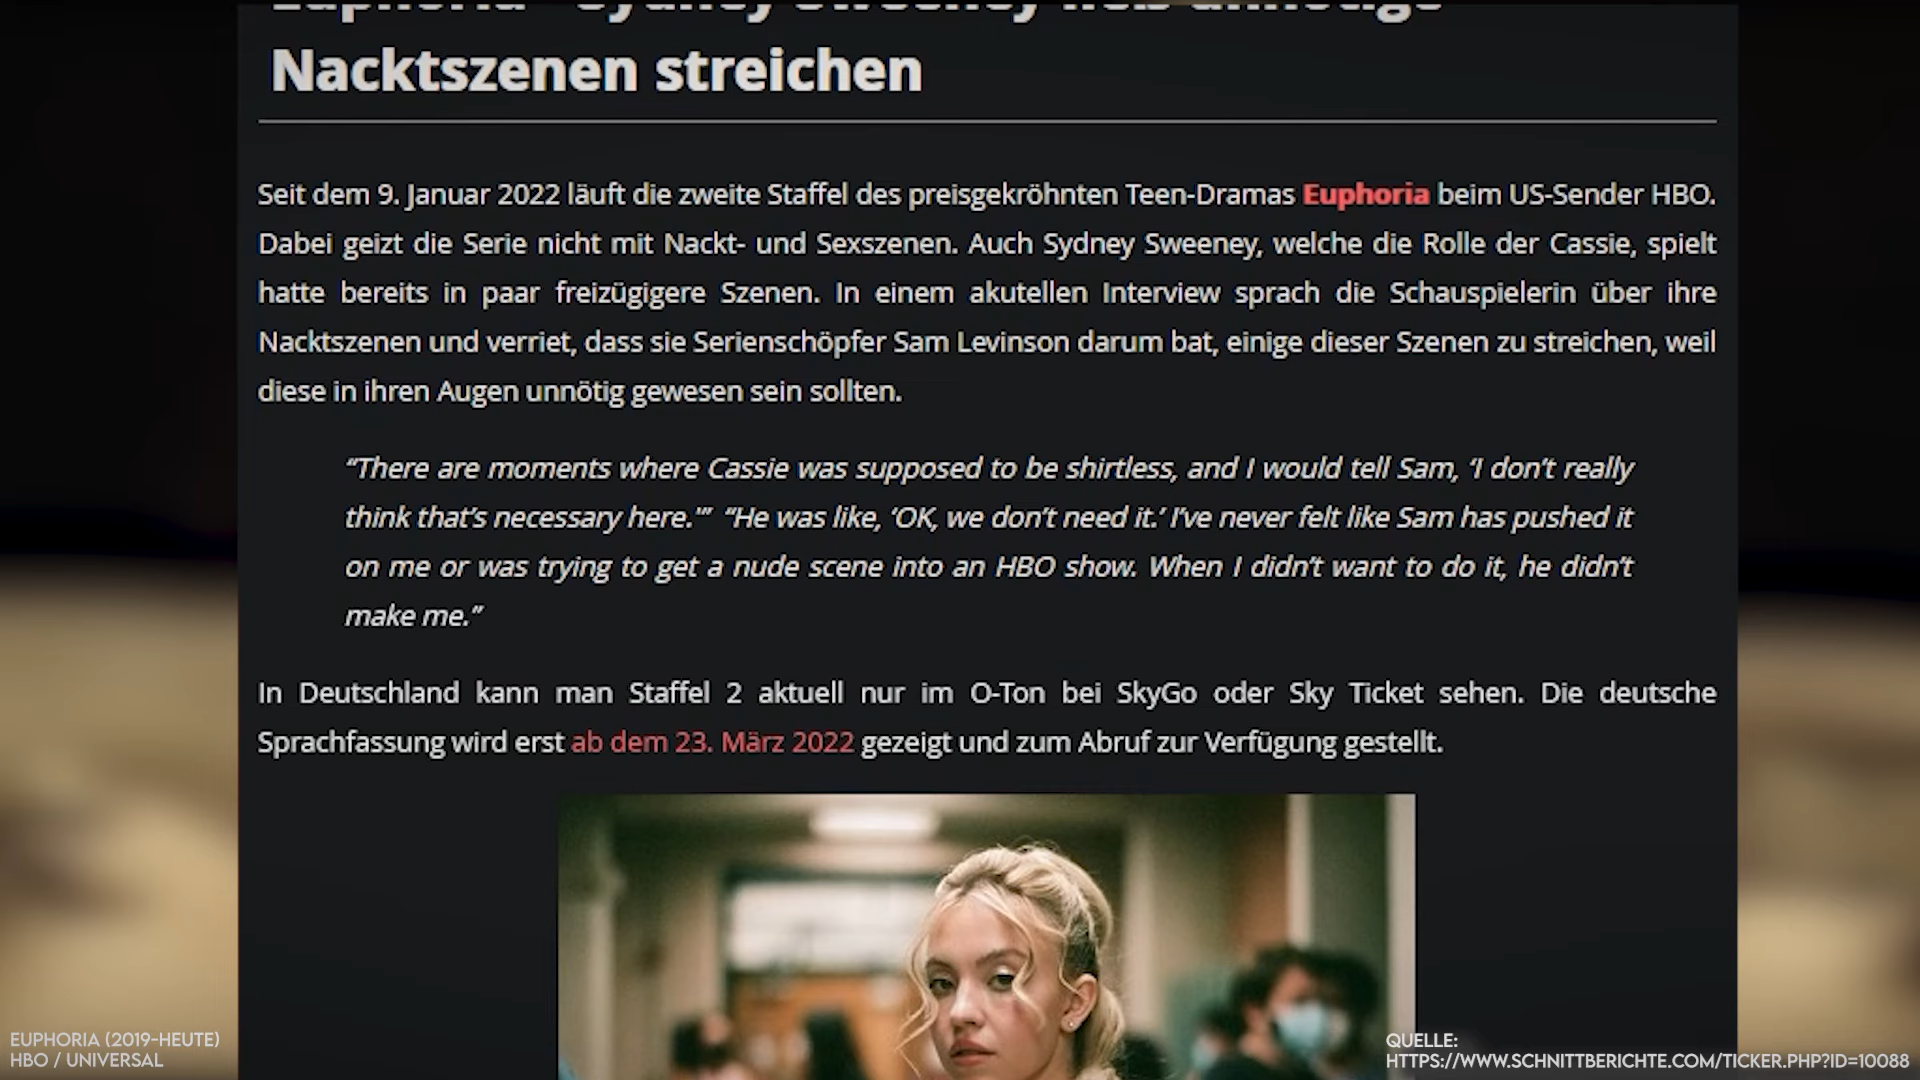 Euphoria - Sydney Sweeney ließ unnötige
Nacktszenen streichen
Seit dem 9. Januar 2022 läuft die zweite Staffel des preisgekröhnten Teen-Dramas Euphoria beim US-Sender HBO.
Dabei geizt die Serie nicht mit Nackt- und Sexszenen. Auch Sydney Sweeney, welche die Rolle der Cassie, spielt
hatte bereits in paar freizügigere Szenen. In einem akutellen Interview sprach die Schauspielerin über ihre
Nacktszenen und verriet, dass sie Serienschöpfer Sam Levinson darum bat, einige dieser Szenen zu streichen, weil
diese in ihren Augen unnötig gewesen sein sollten.
“There are moments where Cassie was supposed to be shirtless, and I would tell Sam, ‘I don’t really
think that’s necessary here.’” “He was like, ‘OK, we don’t need it.’ I’ve never felt like Sam has pushed it
on me or was trying to get a nude scene into an HBO show. When I didn’t want to do it, he didn’t
make me.”
In Deutschland kann man Staffel 2 aktuell nur im O-Ton bei SkyGo oder Sky Ticket sehen. Die deutsche
Sprachfassung wird erst ab dem 23. März 2022 gezeigt und zum Abruf zur Verfügung gestellt.
EUPHORIA (2019-HEUTE)
HBO / UNIVERSAL
QUELLE:
HTTPS://WWW.SCHNITTBERICHTE.COM/TICKER.PHP?ID=10088